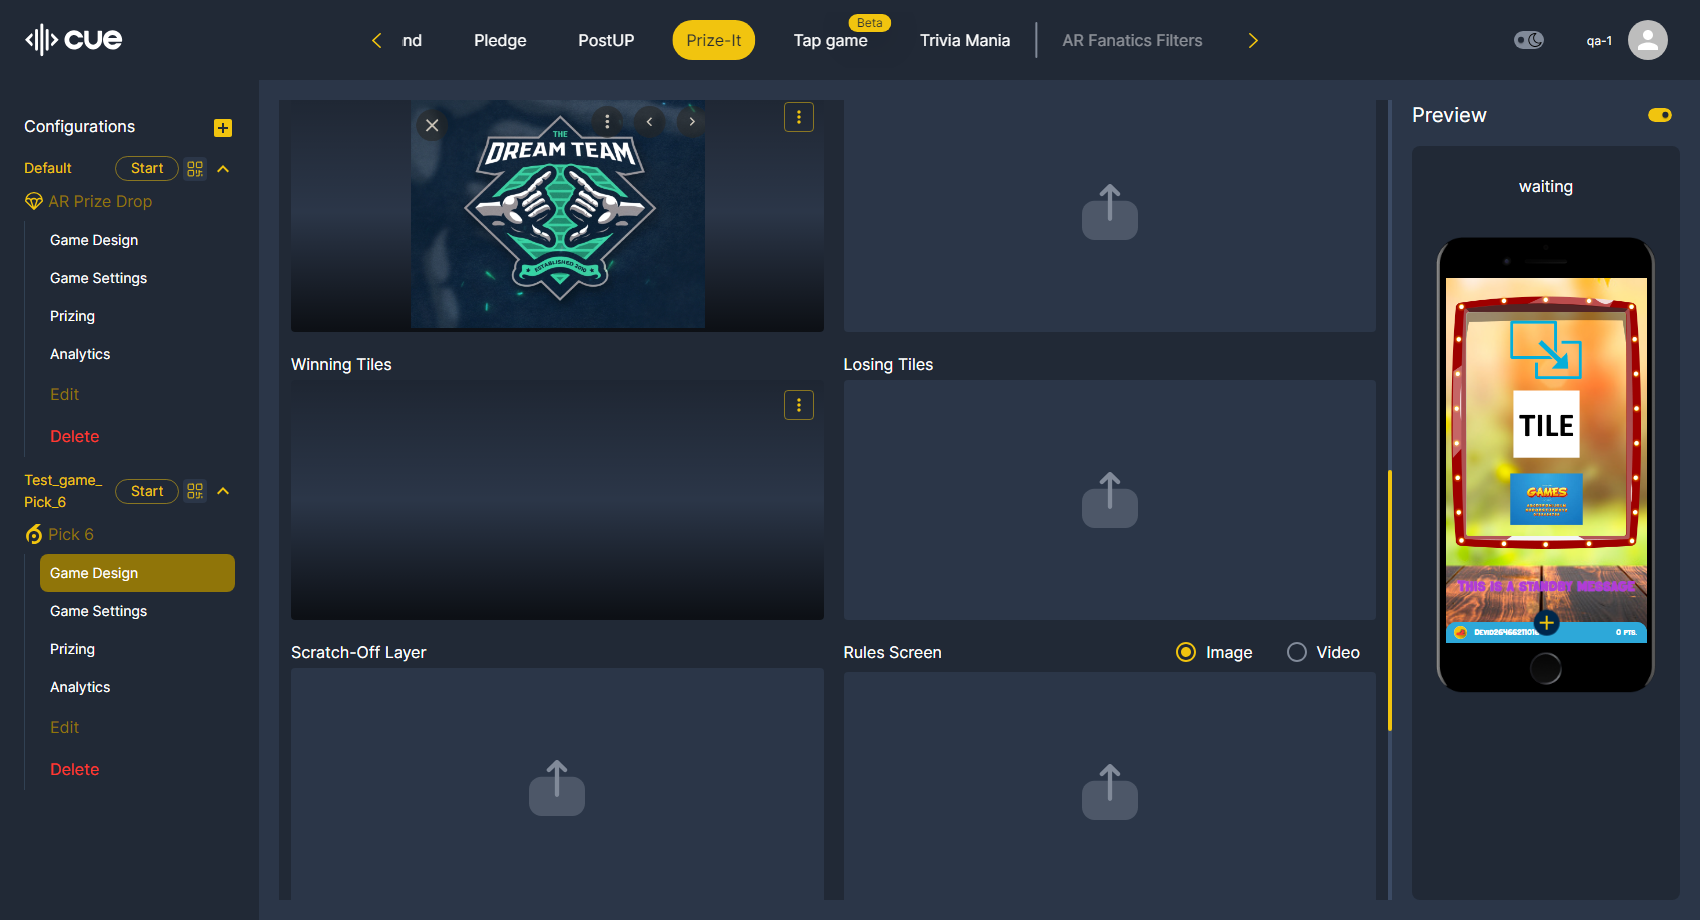 cue
nd
Pledge
PostUP
Prize-It
Beta
Tap game
Trivia Mania
AR Fanatics Filters
qa-1
Configurations
Default
Start
AR Prize Drop
Game Design
Game Settings
Prizing
Analytics
Edit
Delete
Test_game_
Pick_6
Start
Pick 6
Game Design
Game Settings
Prizing
Analytics
Edit
Delete
THE
DREAM TEAM
ESTABLISHED 2010
Winning Tiles
Losing Tiles
Scratch-Off Layer
Rules Screen
Image
Video
Preview
waiting
TILE
GAMES
THIS IS A STANDBY MESSAGE
0 PTS.